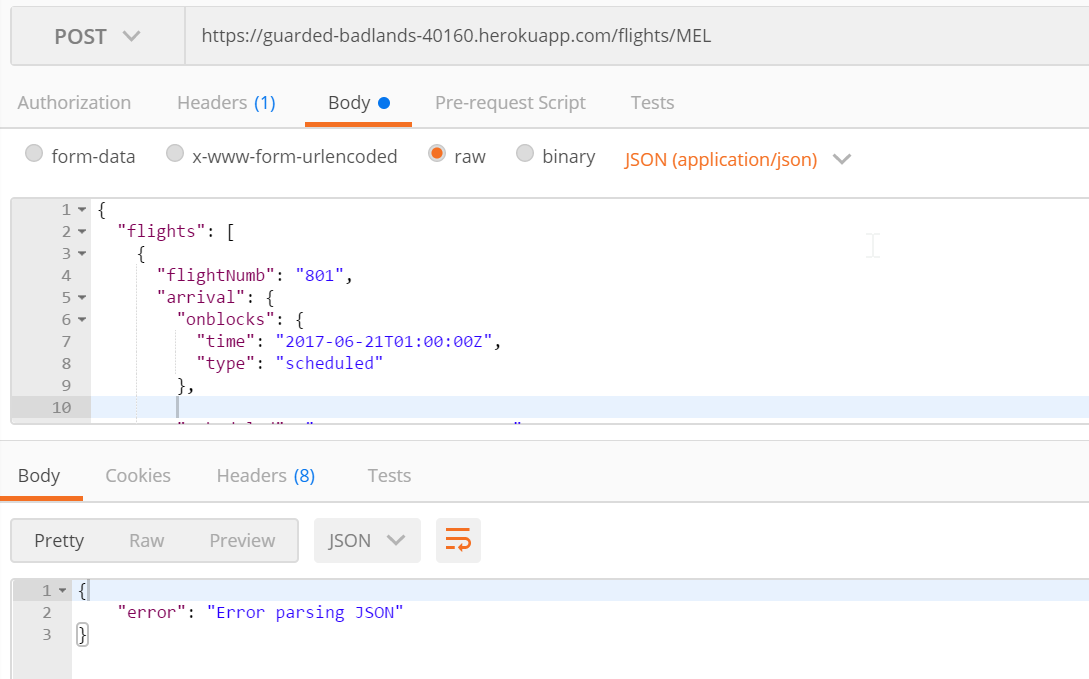 POST https://guarded-badlands-40160.herokuapp.com/flights/MEL
Authorization Headers (1) Body Pre-request Script Tests
form-data x-www-form-urlencoded raw binary JSON (application/json)
1 {
2 "flights": [
3 {
4 "flightNumb": "801",
5 "arrival": {
6 "onblocks": {
7 "time": "2017-06-21T01:00:00Z",
8 "type": "scheduled"
9 },
10
Body Cookies Headers (8) Tests
Pretty Raw Preview JSON
1 {
2 "error": "Error parsing JSON"
3 }